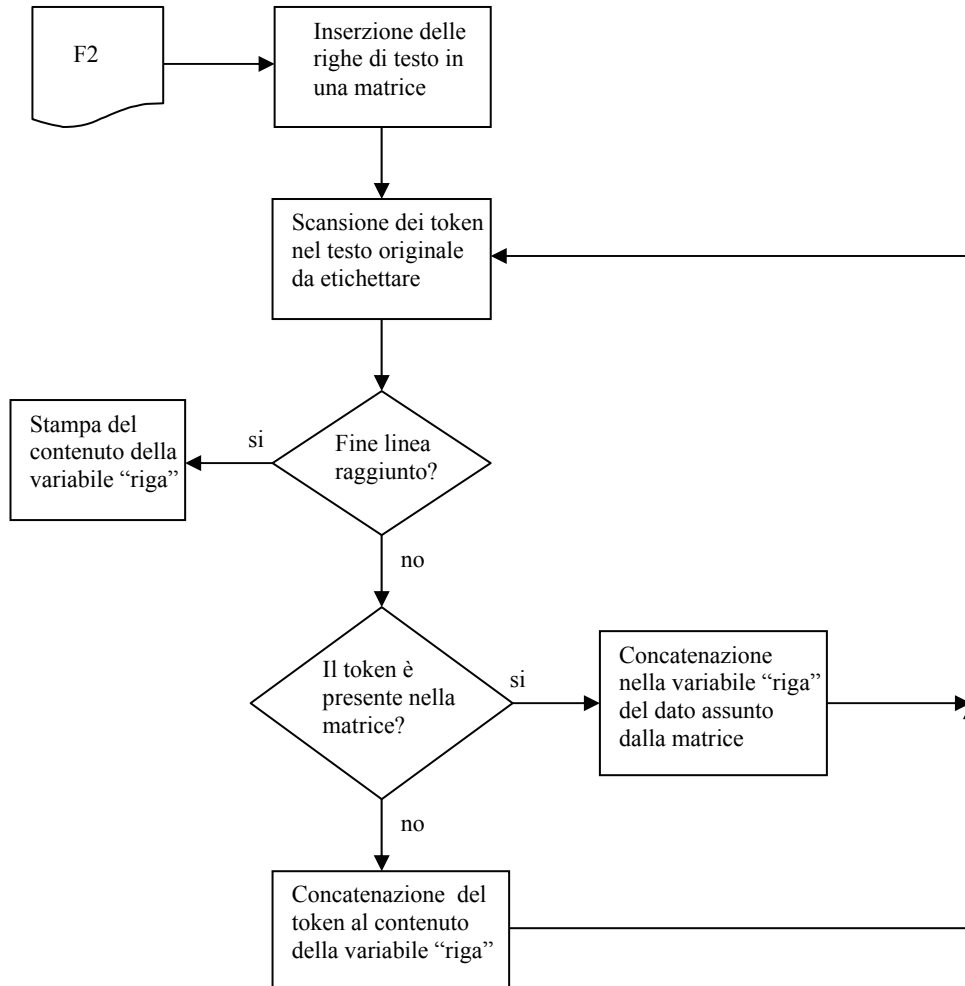 F2
Inserzione delle
righe di testo in
una matrice
Scansione dei token
nel testo originale
da etichettare
Stampa del
contenuto della
variabile “riga”
si
Fine linea
raggiunto?
no
Il token è
presente nella
matrice?
si
Concatenazione
nella variabile “riga”
del dato assunto
dalla matrice
no
Concatenazione del
token al contenuto
della variabile “riga”